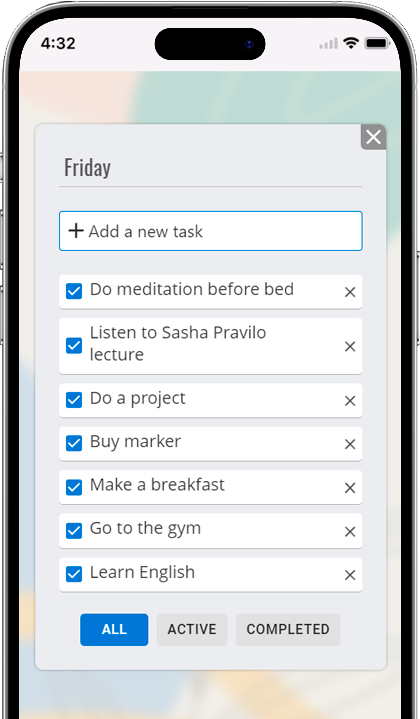 4:32
Friday
Add a new task
Do meditation before bed
Listen to Sasha Pravilo
lecture
Do a project
Buy marker
Make a breakfast
Go to the gym
Learn English
ALL ACTIVE COMPLETED